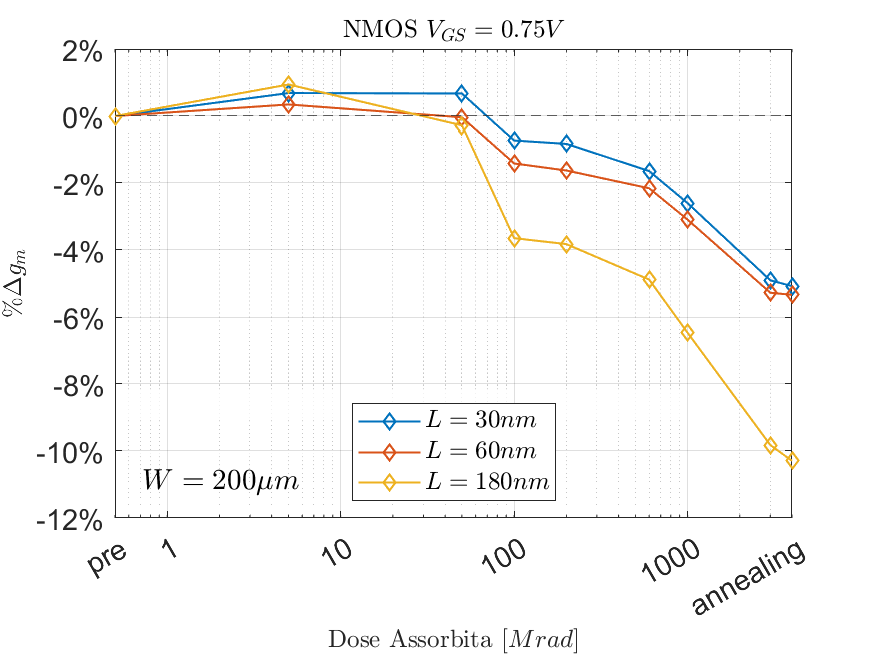 NMOS V_{GS} = 0.75V
2%
0%
-2%
-4%
-6%
-8%
-10%
-12%
%Δg_m
L = 30nm
L = 60nm
L = 180nm
W = 200μm
pre 1 10 100 1000 annealing
Dose Assorbita [Mrad]